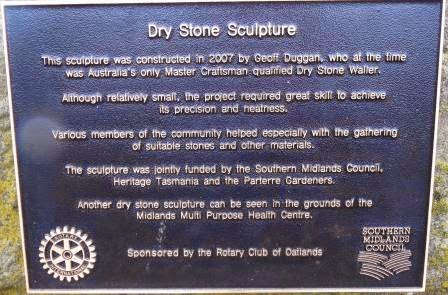 Dry Stone Sculpture
This sculpture was constructed in 2007 by Geoff Duggan, who at the time
was Australia's only Master Craftsman qualified Dry Stone Waller.
Although relatively small, the project required great skill to achieve
its precision and neatness.
Various members of the community helped especially with the gathering
of suitable stones and other materials.
The sculpture was jointly funded by the Southern Midlands Council,
Heritage Tasmania and the Parterre Gardeners.
Another dry stone sculpture can be seen in the grounds of the
Midlands Multi Purpose Health Centre.
ROTARY
INTERNATIONAL
Sponsored by the Rotary Club of Oatlands
SOUTHERN
MIDLANDS
COUNCIL